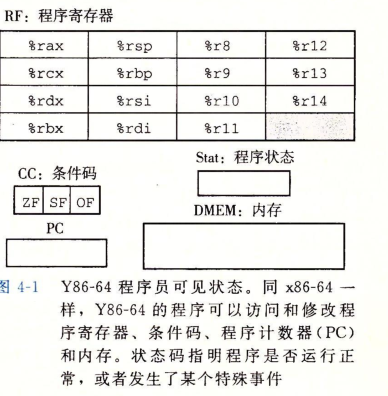 RF：程序寄存器
%rax %rsp %r8 %r12
%rcx %rbp %r9 %r13
%rdx %rsi %r10 %r14
%rbx %rdi %r11
CC：条件码
ZF SF OF
PC
Stat：程序状态
DMEM：内存
图 4-1 Y86-64 程序员可见状态。同 x86-64 一
样，Y86-64 的程序可以访问和修改程
序寄存器、条件码、程序计数器(PC)
和内存。状态码指明程序是否运行正
常，或者发生了某个特殊事件